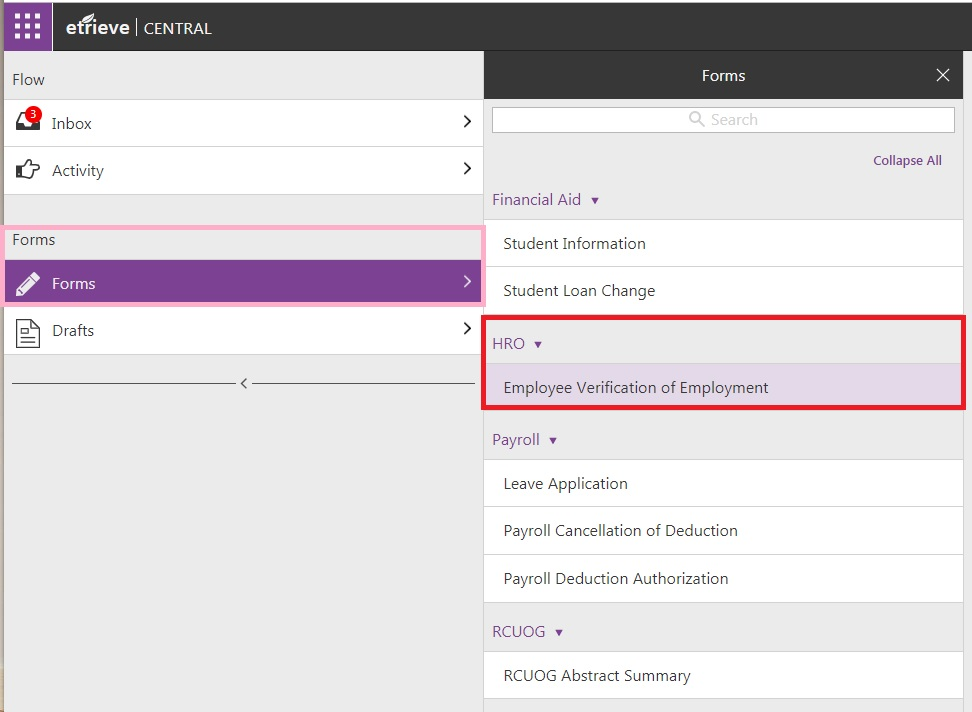 etrieve CENTRAL
Flow
3
Inbox
Activity
Forms
Forms
Drafts
Forms
Search
Collapse All
Financial Aid
Student Information
Student Loan Change
HRO
Employee Verification of Employment
Payroll
Leave Application
Payroll Cancellation of Deduction
Payroll Deduction Authorization
RCUOG
RCUOG Abstract Summary